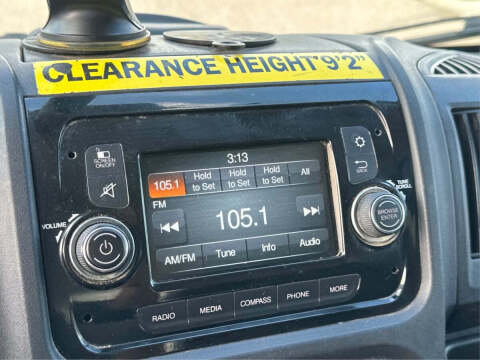 CLEARANCE HEIGHT 9'2"
SCREEN ON/OFF
VOLUME
3:13
105.1
Hold to Set
Hold to Set
Hold to Set
All
FM
105.1
AM/FM
Tune
Info
Audio
BACK
TUNE SCROLL
BROWSE ENTER
RADIO
MEDIA
COMPASS
PHONE
MORE